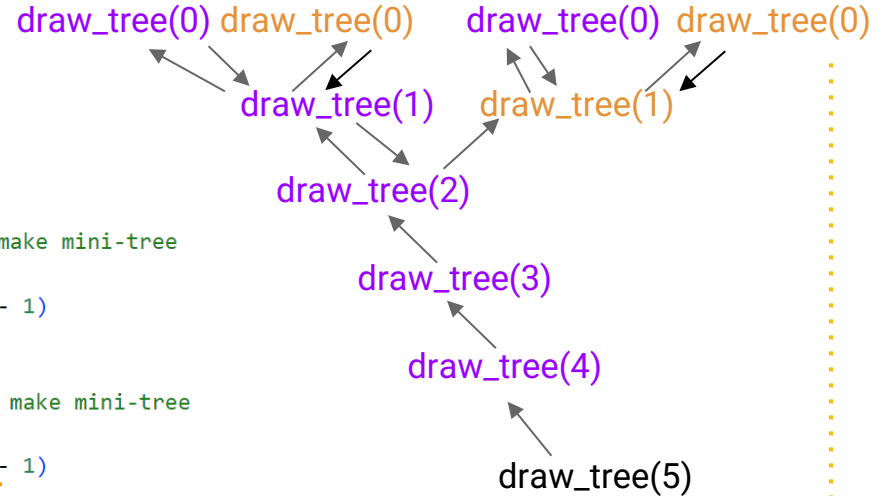 draw_tree(0) draw_tree(0) draw_tree(0) draw_tree(0)
draw_tree(1) draw_tree(1)
draw_tree(2)
make mini-tree
draw_tree(3)
- 1)
draw_tree(4)
make mini-tree
- 1)
draw_tree(5)